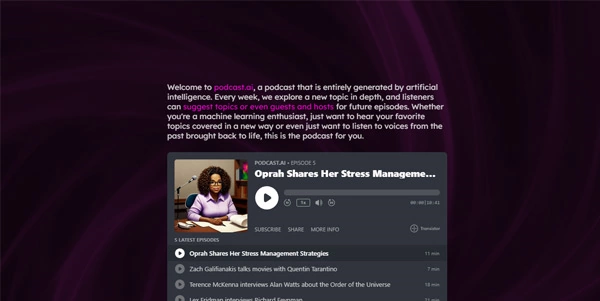 Welcome to podcast.ai, a podcast that is entirely generated by artificial
intelligence. Every week, we explore a new topic in depth, and listeners
can suggest topics or even guests and hosts for future episodes. Whether
you're a machine learning enthusiast, just want to hear your favorite
topics covered in a new way or even just want to listen to voices from the
past brought back to life, this is the podcast for you.
PODCAST.AI • EPISODE 5
Oprah Shares Her Stress Manageme...
1x
00:00|10:41
SUBSCRIBE SHARE MORE INFO
Transistor
5 LATEST EPISODES
Oprah Shares Her Stress Management Strategies 11 min
Zach Galifianakis talks movies with Quentin Tarantino 7 min
Terence McKenna interviews Alan Watts about the Order of the Universe 18 min
Lex Fridman interviews Richard Feynman 21 min